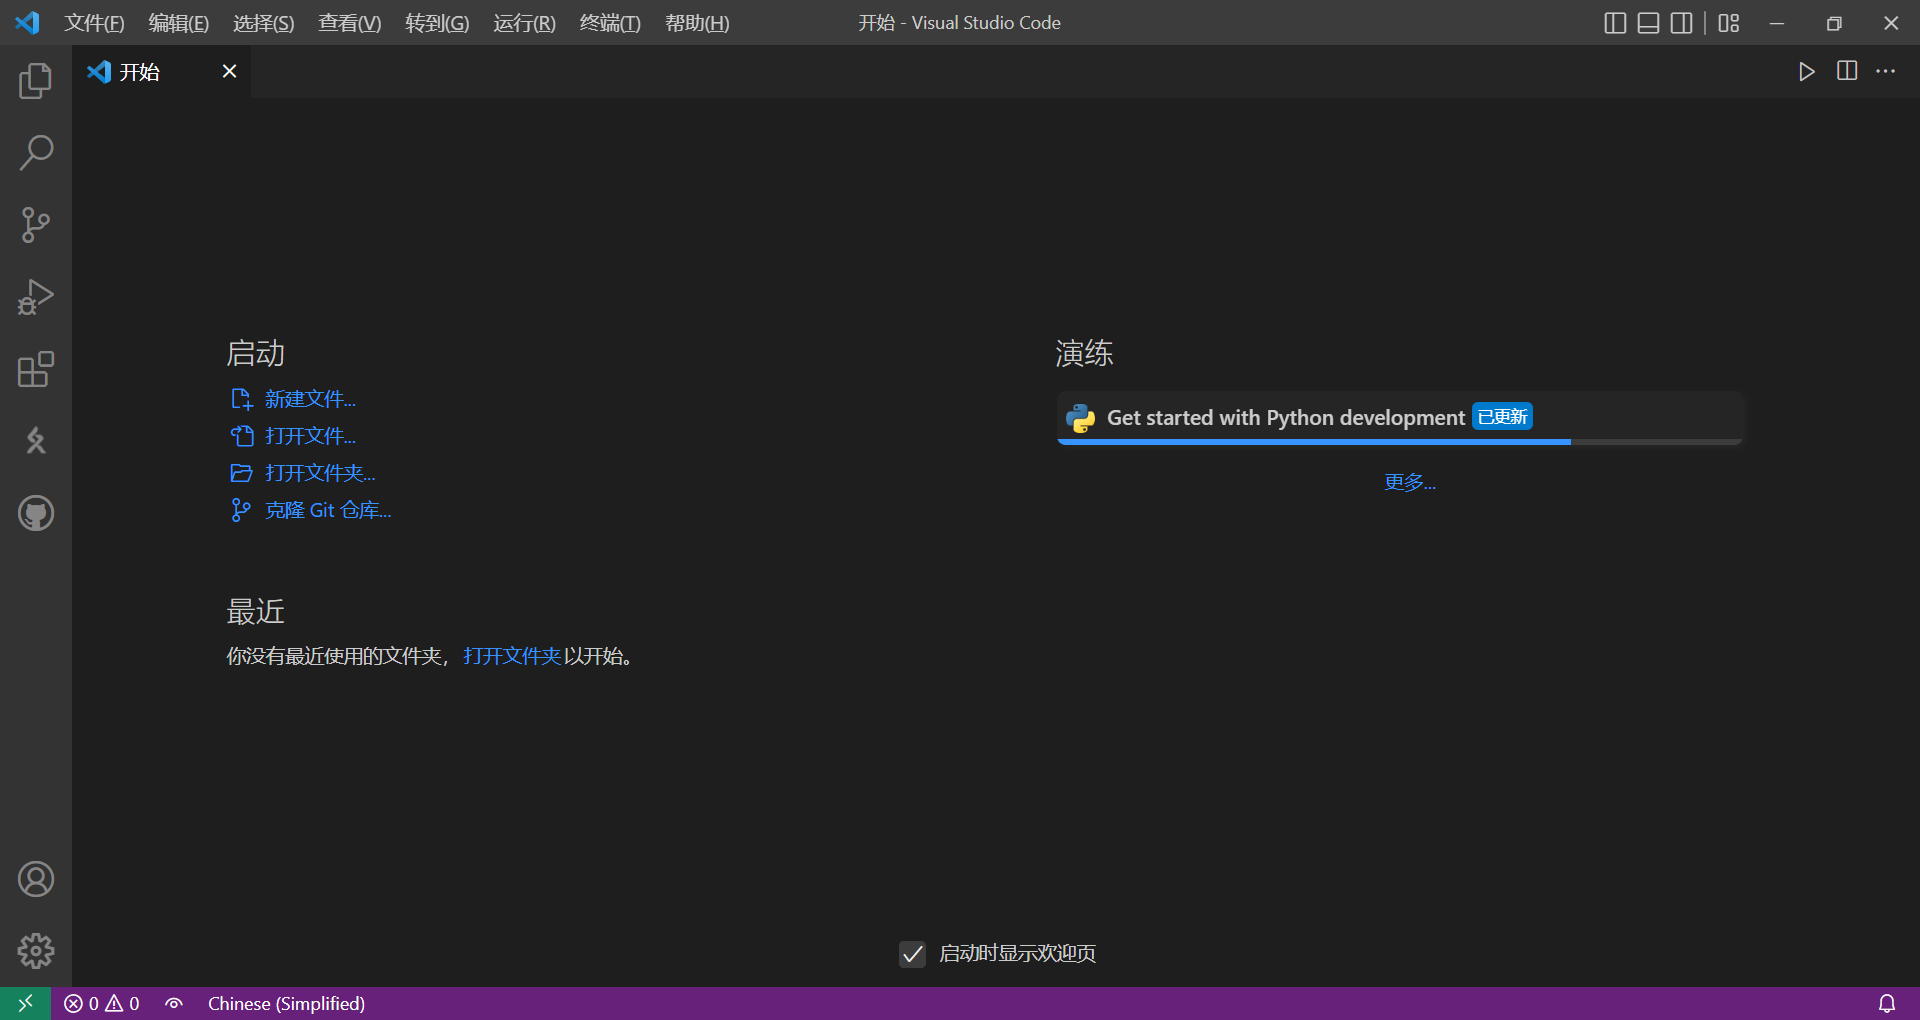 文件(F) 编辑(E) 选择(S) 查看(V) 转到(G) 运行(R) 终端(T) 帮助(H) 开始 - Visual Studio Code
开始
启动
新建文件...
打开文件...
打开文件夹...
克隆 Git 仓库...
最近
你没有最近使用的文件夹，打开文件夹以开始。
演练
Get started with Python development 已更新
更多...
启动时显示欢迎页
0 0 Chinese (Simplified)